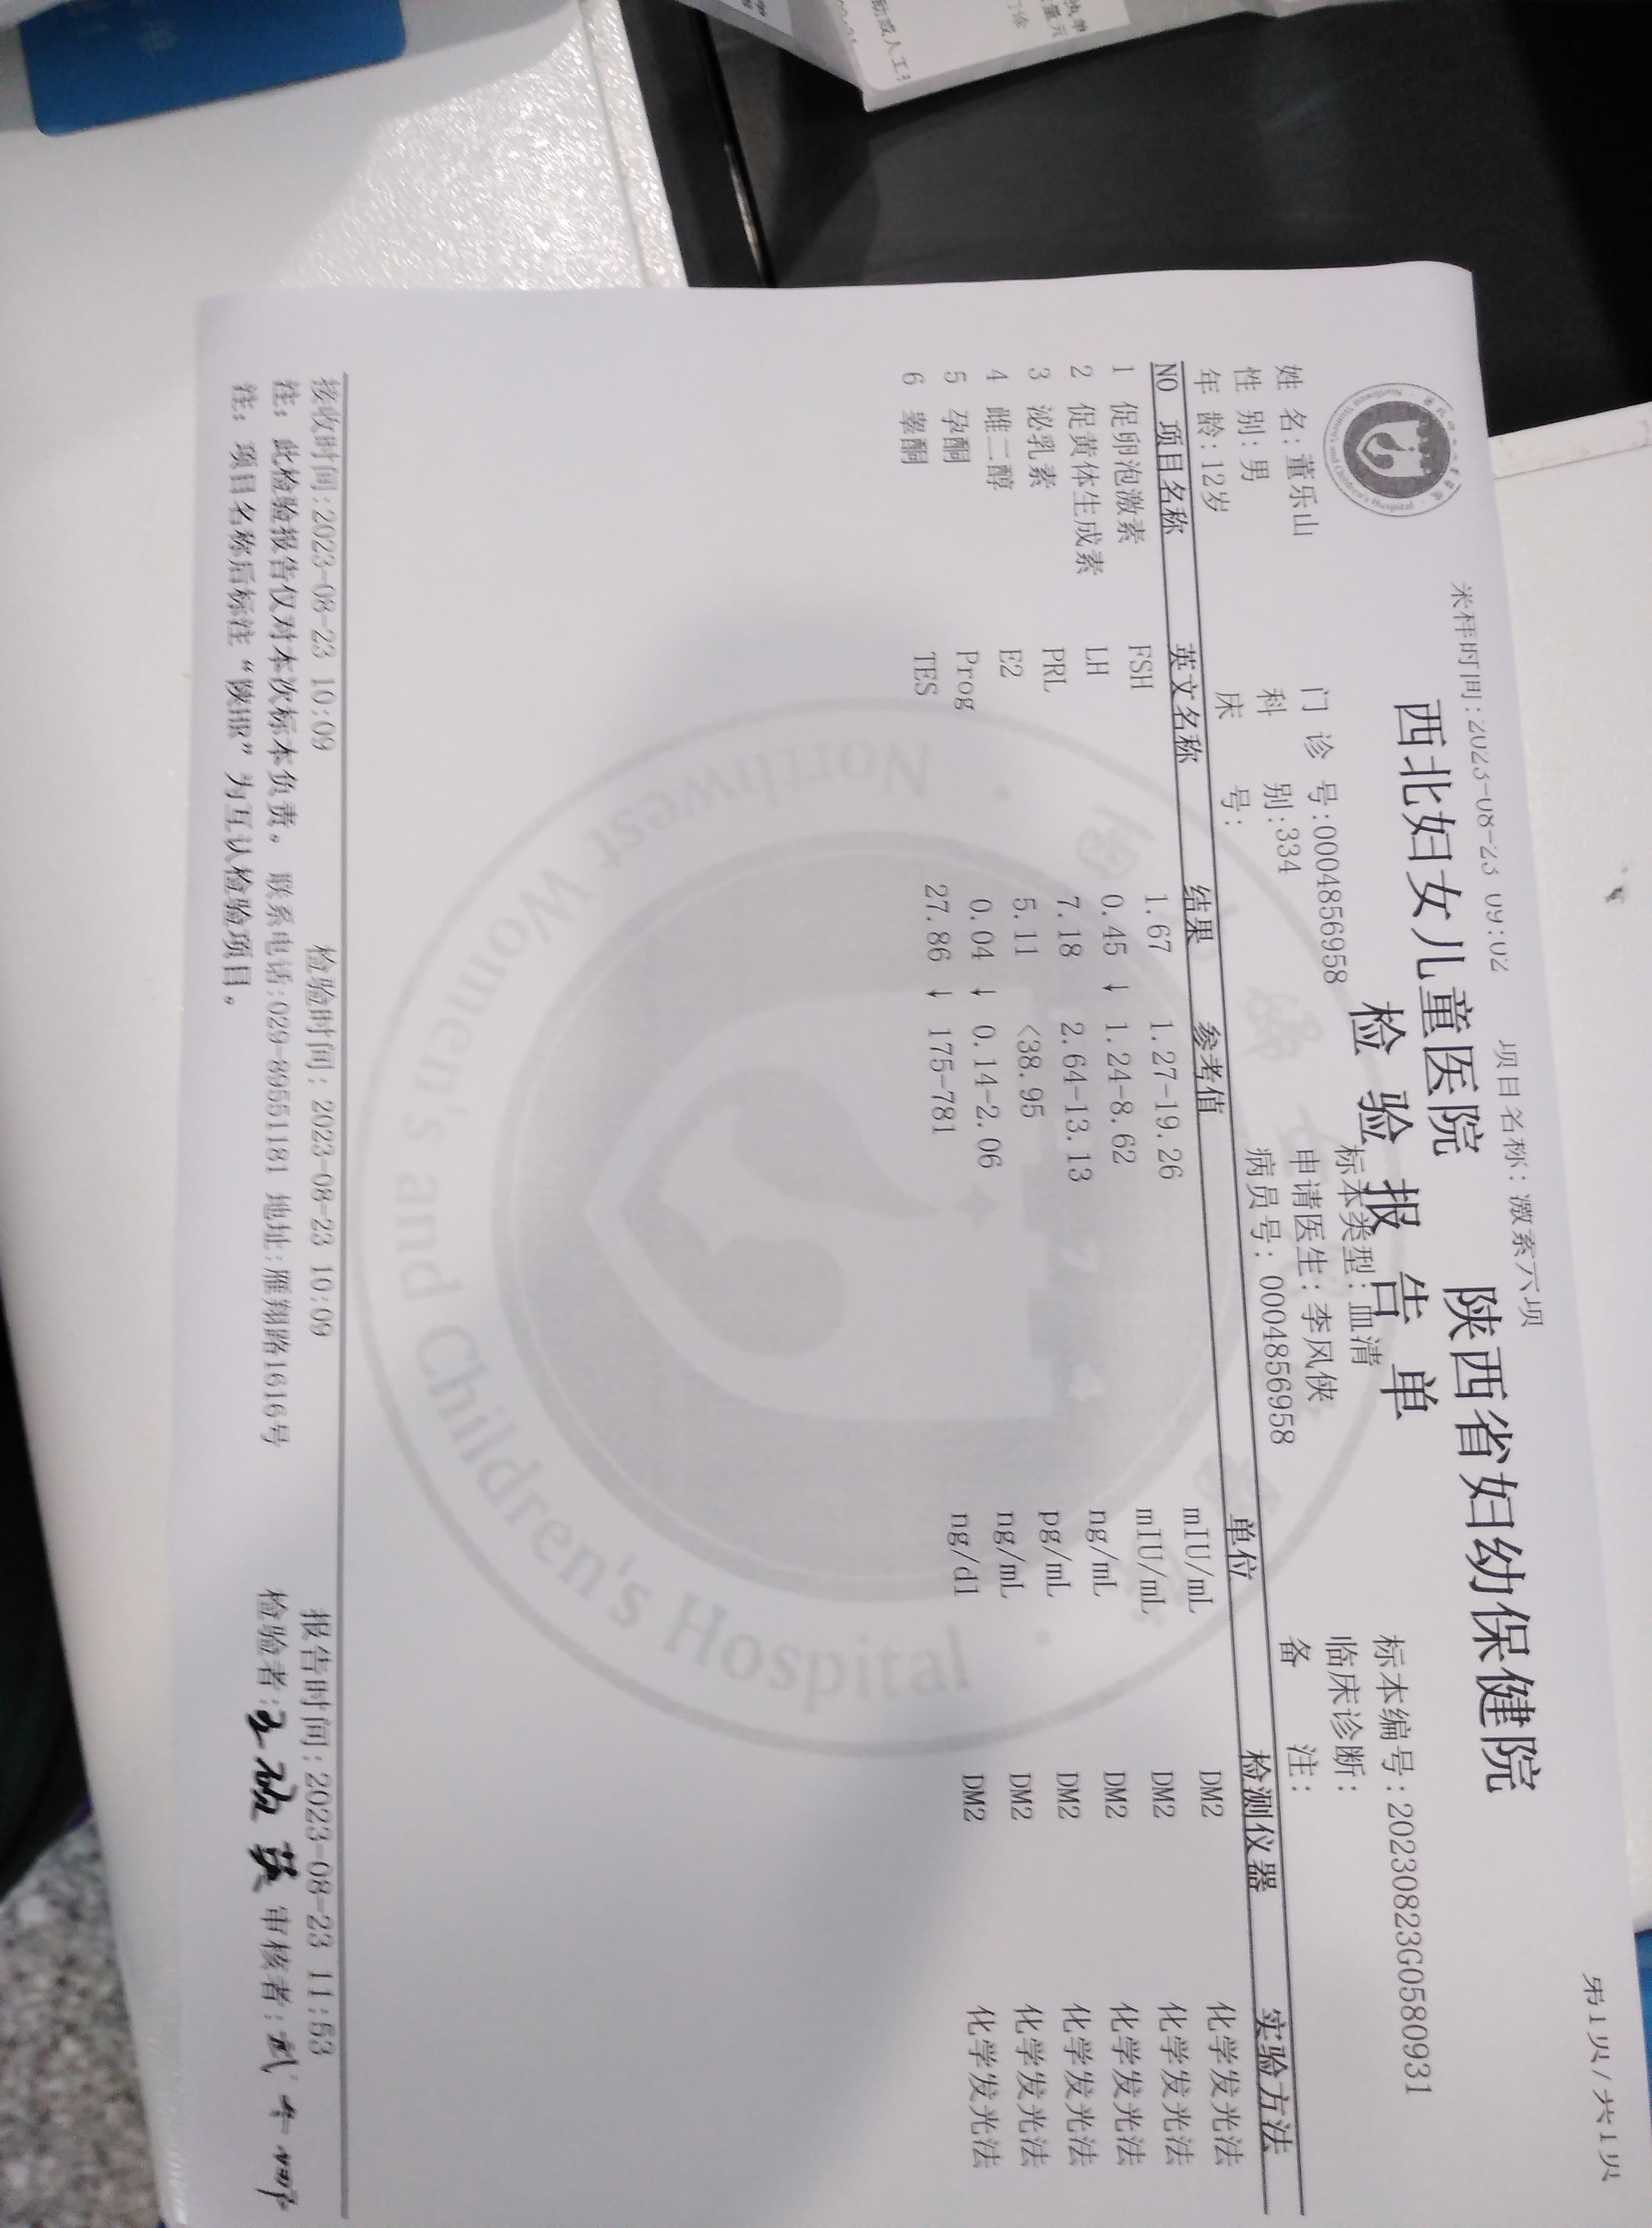 第1页/共1页
采样时间:2023-08-23 09:02 项目名称:激素六项
西北妇女儿童医院 陕西省妇幼保健院
检验报告单
标本编号:20230823G0580931
姓 名:董乐山 门 诊 号:0004856958 标本类型:血清 临床诊断:
性 别:男 科 别:334 申请医生:李风侠 备 注:
年 龄:12岁 床 号: 病员号:0004856958
NO 项目名称 英文名称 结果 参考值 单位 检测仪器 实验方法
1 促卵泡激素 FSH 1.67 1.27-19.26 mIU/mL DM2 化学发光法
2 促黄体生成素 LH 0.45 ↓ 1.24-8.62 mIU/mL DM2 化学发光法
3 泌乳素 PRL 7.18 2.64-13.13 ng/mL DM2 化学发光法
4 雌二醇 E2 5.11 <38.95 pg/mL DM2 化学发光法
5 孕酮 Prog 0.04 ↓ 0.14-2.06 ng/mL DM2 化学发光法
6 睾酮 TES 27.86 ↓ 175-781 ng/dl DM2 化学发光法
Northwest Women's and Children's Hospital
接收时间:2023-08-23 10:09 检验时间: 2023-08-23 10:09 报告时间:2023-08-23 11:53
注: 此检验报告仅对本次标本负责。 联系电话:029-89551181 地址:雁翔路1616号 检验者: 审核者:
注: 项目名称后标注“陕HR”为互认检验项目。